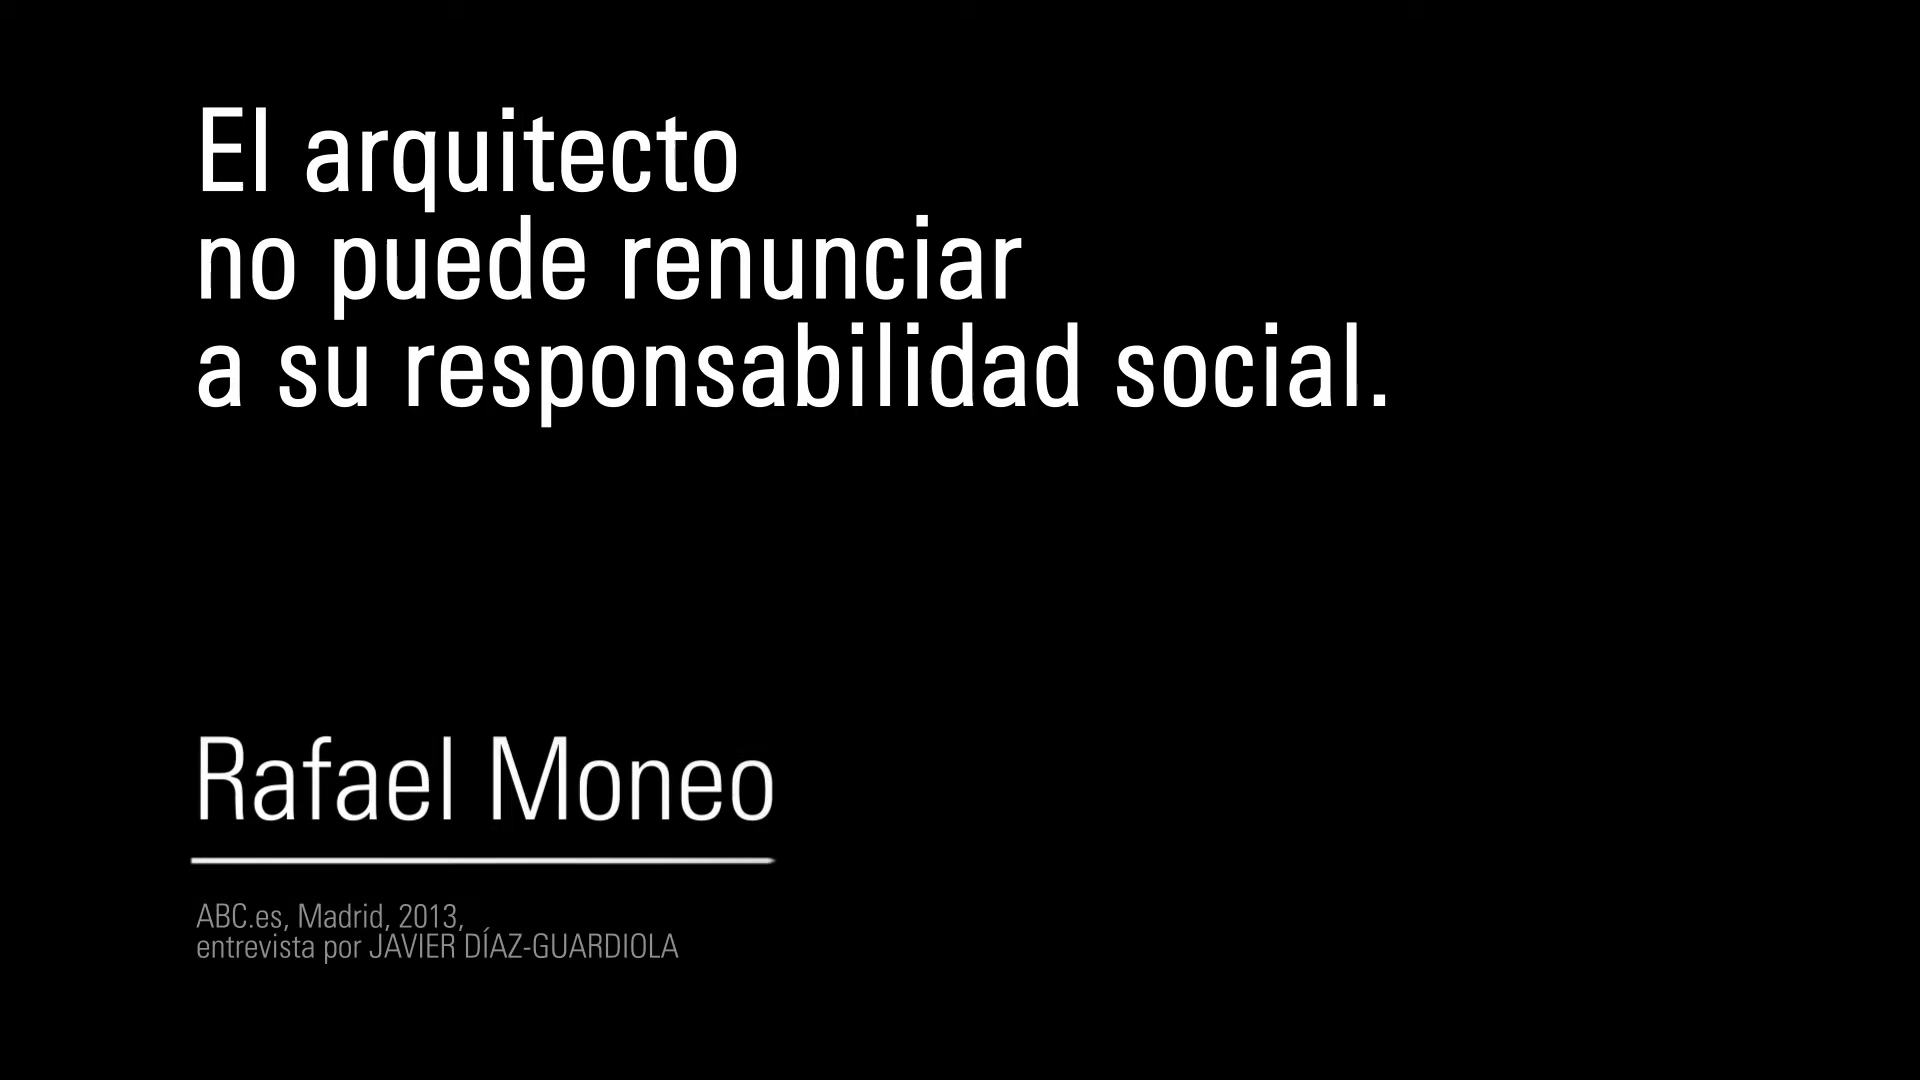 El arquitecto
no puede renunciar
a su responsabilidad social.
Rafael Moneo
ABC.es, Madrid, 2013,
entrevista por JAVIER DÍAZ-GUARDIOLA